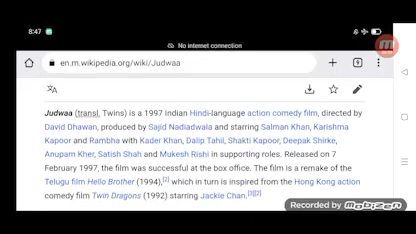 8:47
No internet connection
en.m.wikipedia.org/wiki/Judwaa
9
Judwaa (transl. Twins) is a 1997 Indian Hindi-language action comedy film, directed by
David Dhawan, produced by Sajid Nadiadwala and starring Salman Khan, Karishma
Kapoor and Rambha with Kader Khan, Dalip Tahil, Shakti Kapoor, Deepak Shirke,
Anupam Kher, Satish Shah and Mukesh Rishi in supporting roles. Released on 7
February 1997, the film was successful at the box office. The film is a remake of the
Telugu film Hello Brother (1994),[2] which in turn is inspired from the Hong Kong action
comedy film Twin Dragons (1992) starring Jackie Chan.[3][2]
Recorded by mobizen